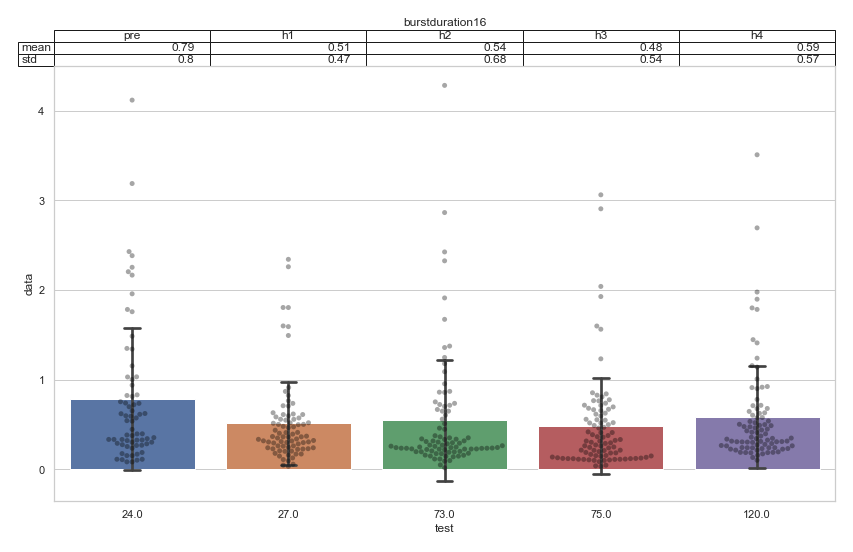 burstduration16
pre h1 h2 h3 h4
mean 0.79 0.51 0.54 0.48 0.59
std 0.8 0.47 0.68 0.54 0.57
4
3
2
data
1
0
24.0 27.0 73.0 75.0 120.0
test